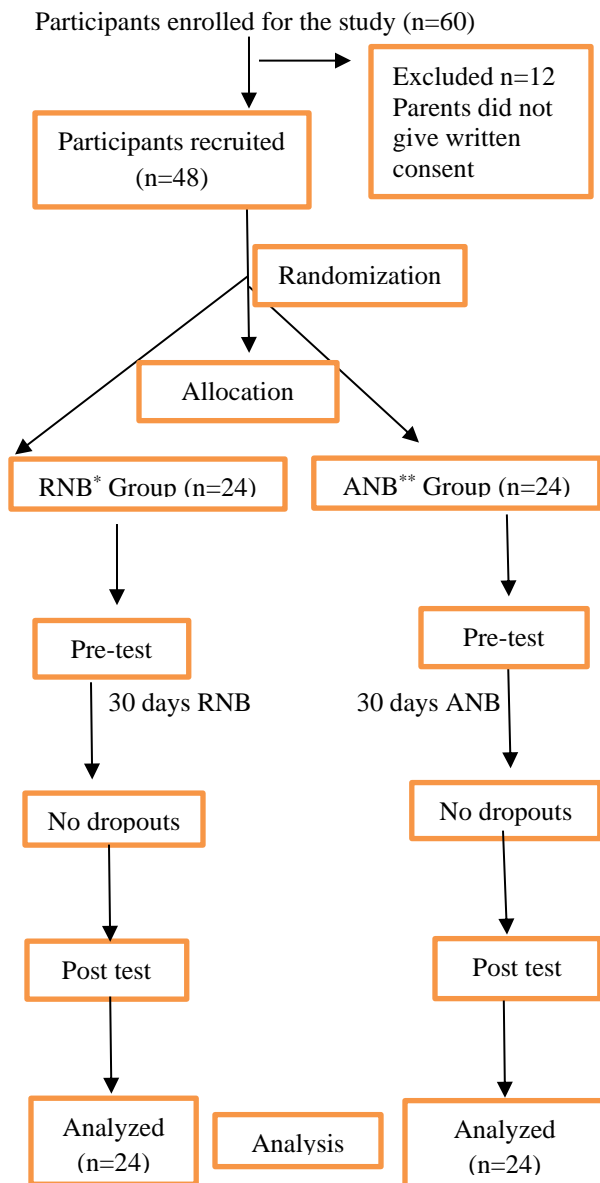 Participants enrolled for the study (n=60)
Excluded n=12
Parents did not
give written
consent
Participants recruited
(n=48)
Randomization
Allocation
RNB* Group (n=24)
ANB** Group (n=24)
Pre-test
Pre-test
30 days RNB
30 days ANB
No dropouts
No dropouts
Post test
Post test
Analyzed
(n=24)
Analysis
Analyzed
(n=24)